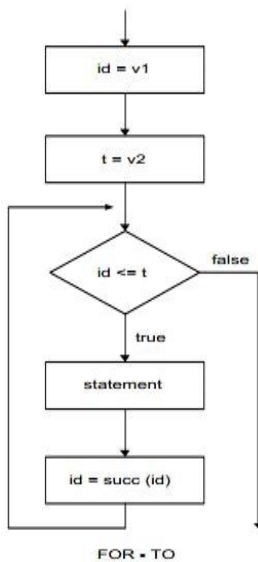 id = v1
t = v2
id <= t
false
true
statement
id = succ (id)
FOR - TO